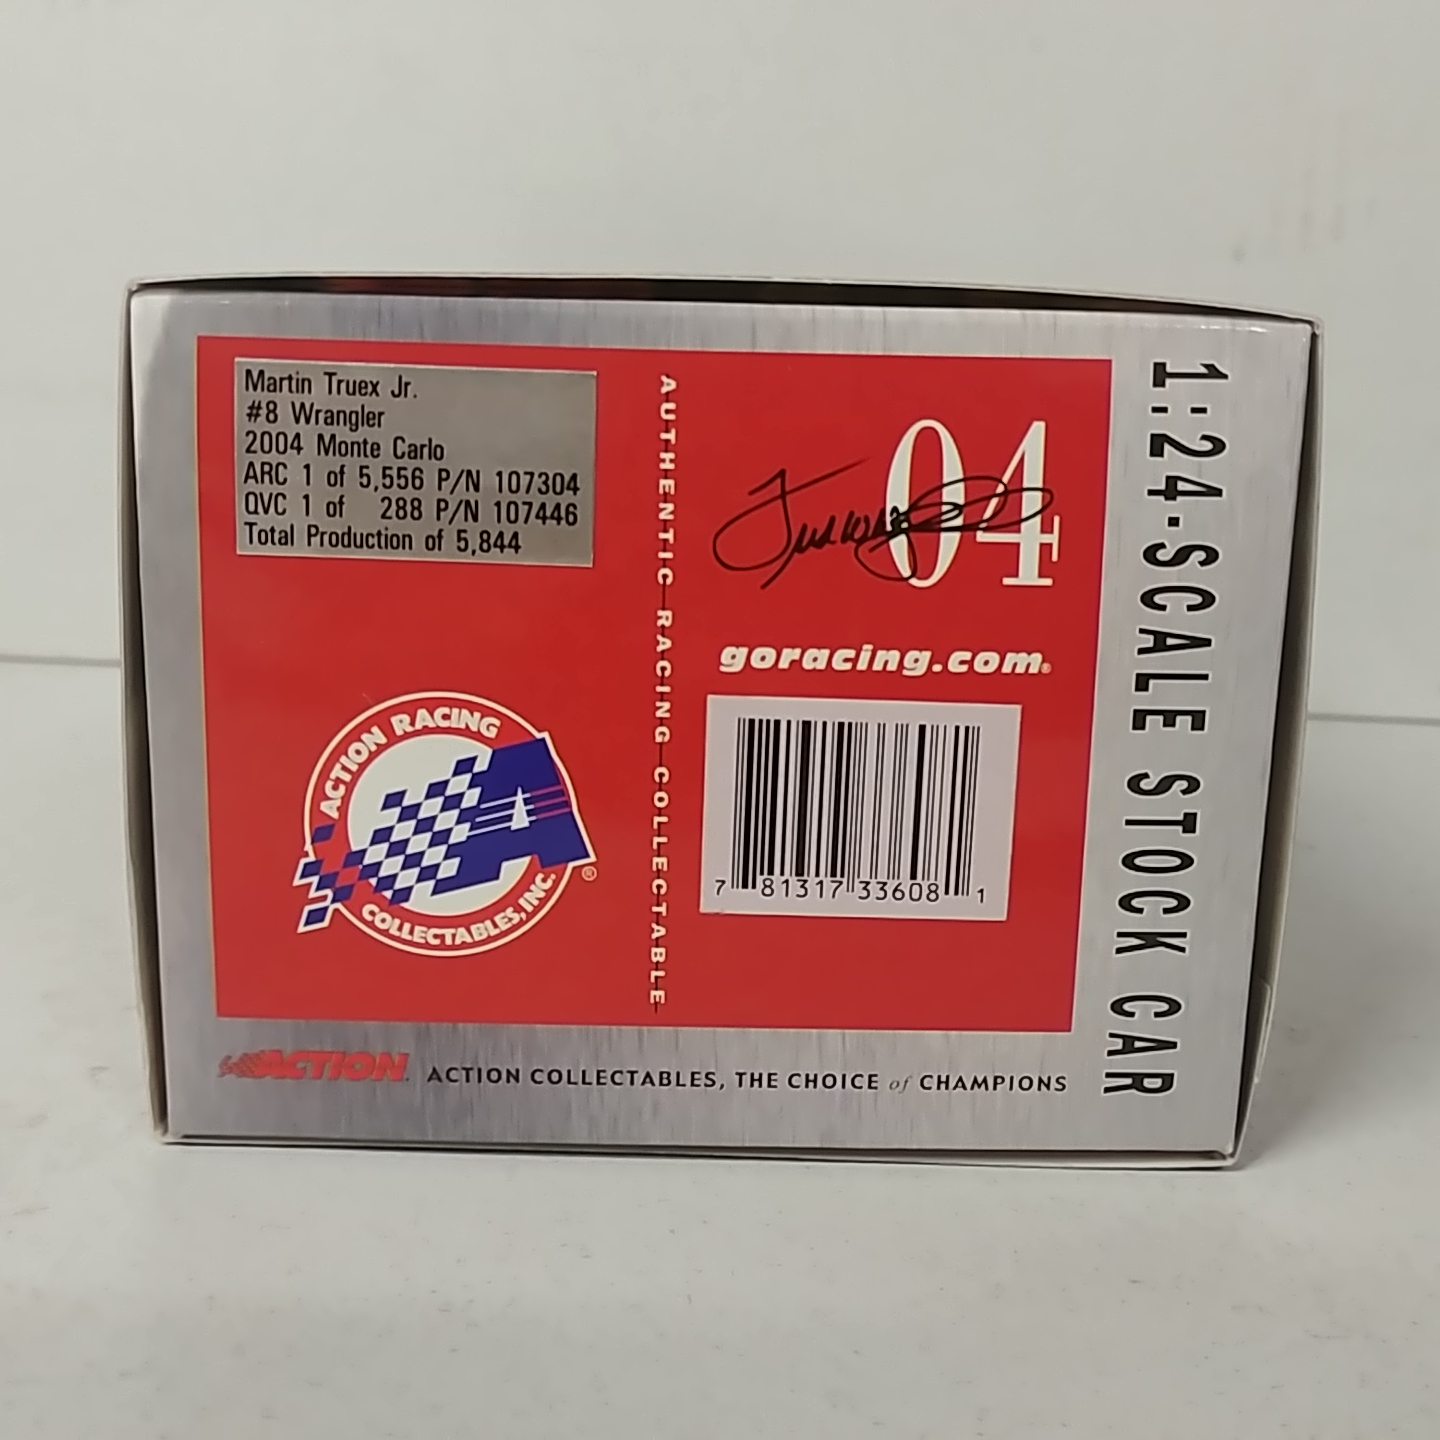 Martin Truex Jr.
#8 Wrangler
2004 Monte Carlo
ARC 1 of 5,556 P/N 107304
QVC 1 of 288 P/N 107446
Total Production of 5,844
ACTION RACING
COLLECTABLES, INC.
®
AUTHENTIC RACING COLLECTABLE
04
goracing.com®
7 81317 33608 1
1:24-SCALE STOCK CAR
ACTION
ACTION COLLECTABLES, THE CHOICE of CHAMPIONS